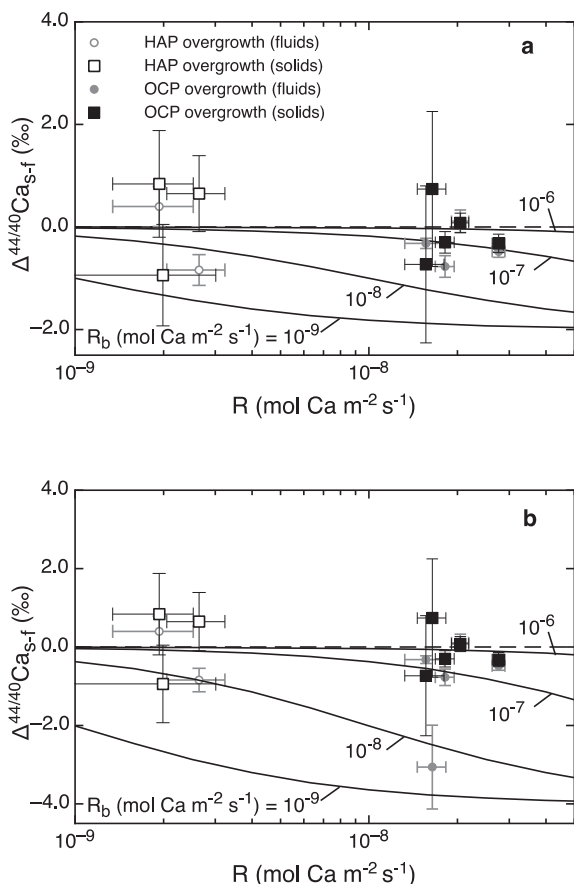 4.0
2.0
0.0
−2.0
Δ44/40Ca s-f (‰)
HAP overgrowth (fluids)
HAP overgrowth (solids)
OCP overgrowth (fluids)
OCP overgrowth (solids)
a
10-6
10-7
10-8
Rb (mol Ca m-2 s-1) = 10-9
10-9
10-8
R (mol Ca m-2 s-1)
4.0
2.0
0.0
−2.0
−4.0
Δ44/40Ca s-f (‰)
b
10-6
10-7
10-8
Rb (mol Ca m-2 s-1) = 10-9
10-9
10-8
R (mol Ca m-2 s-1)